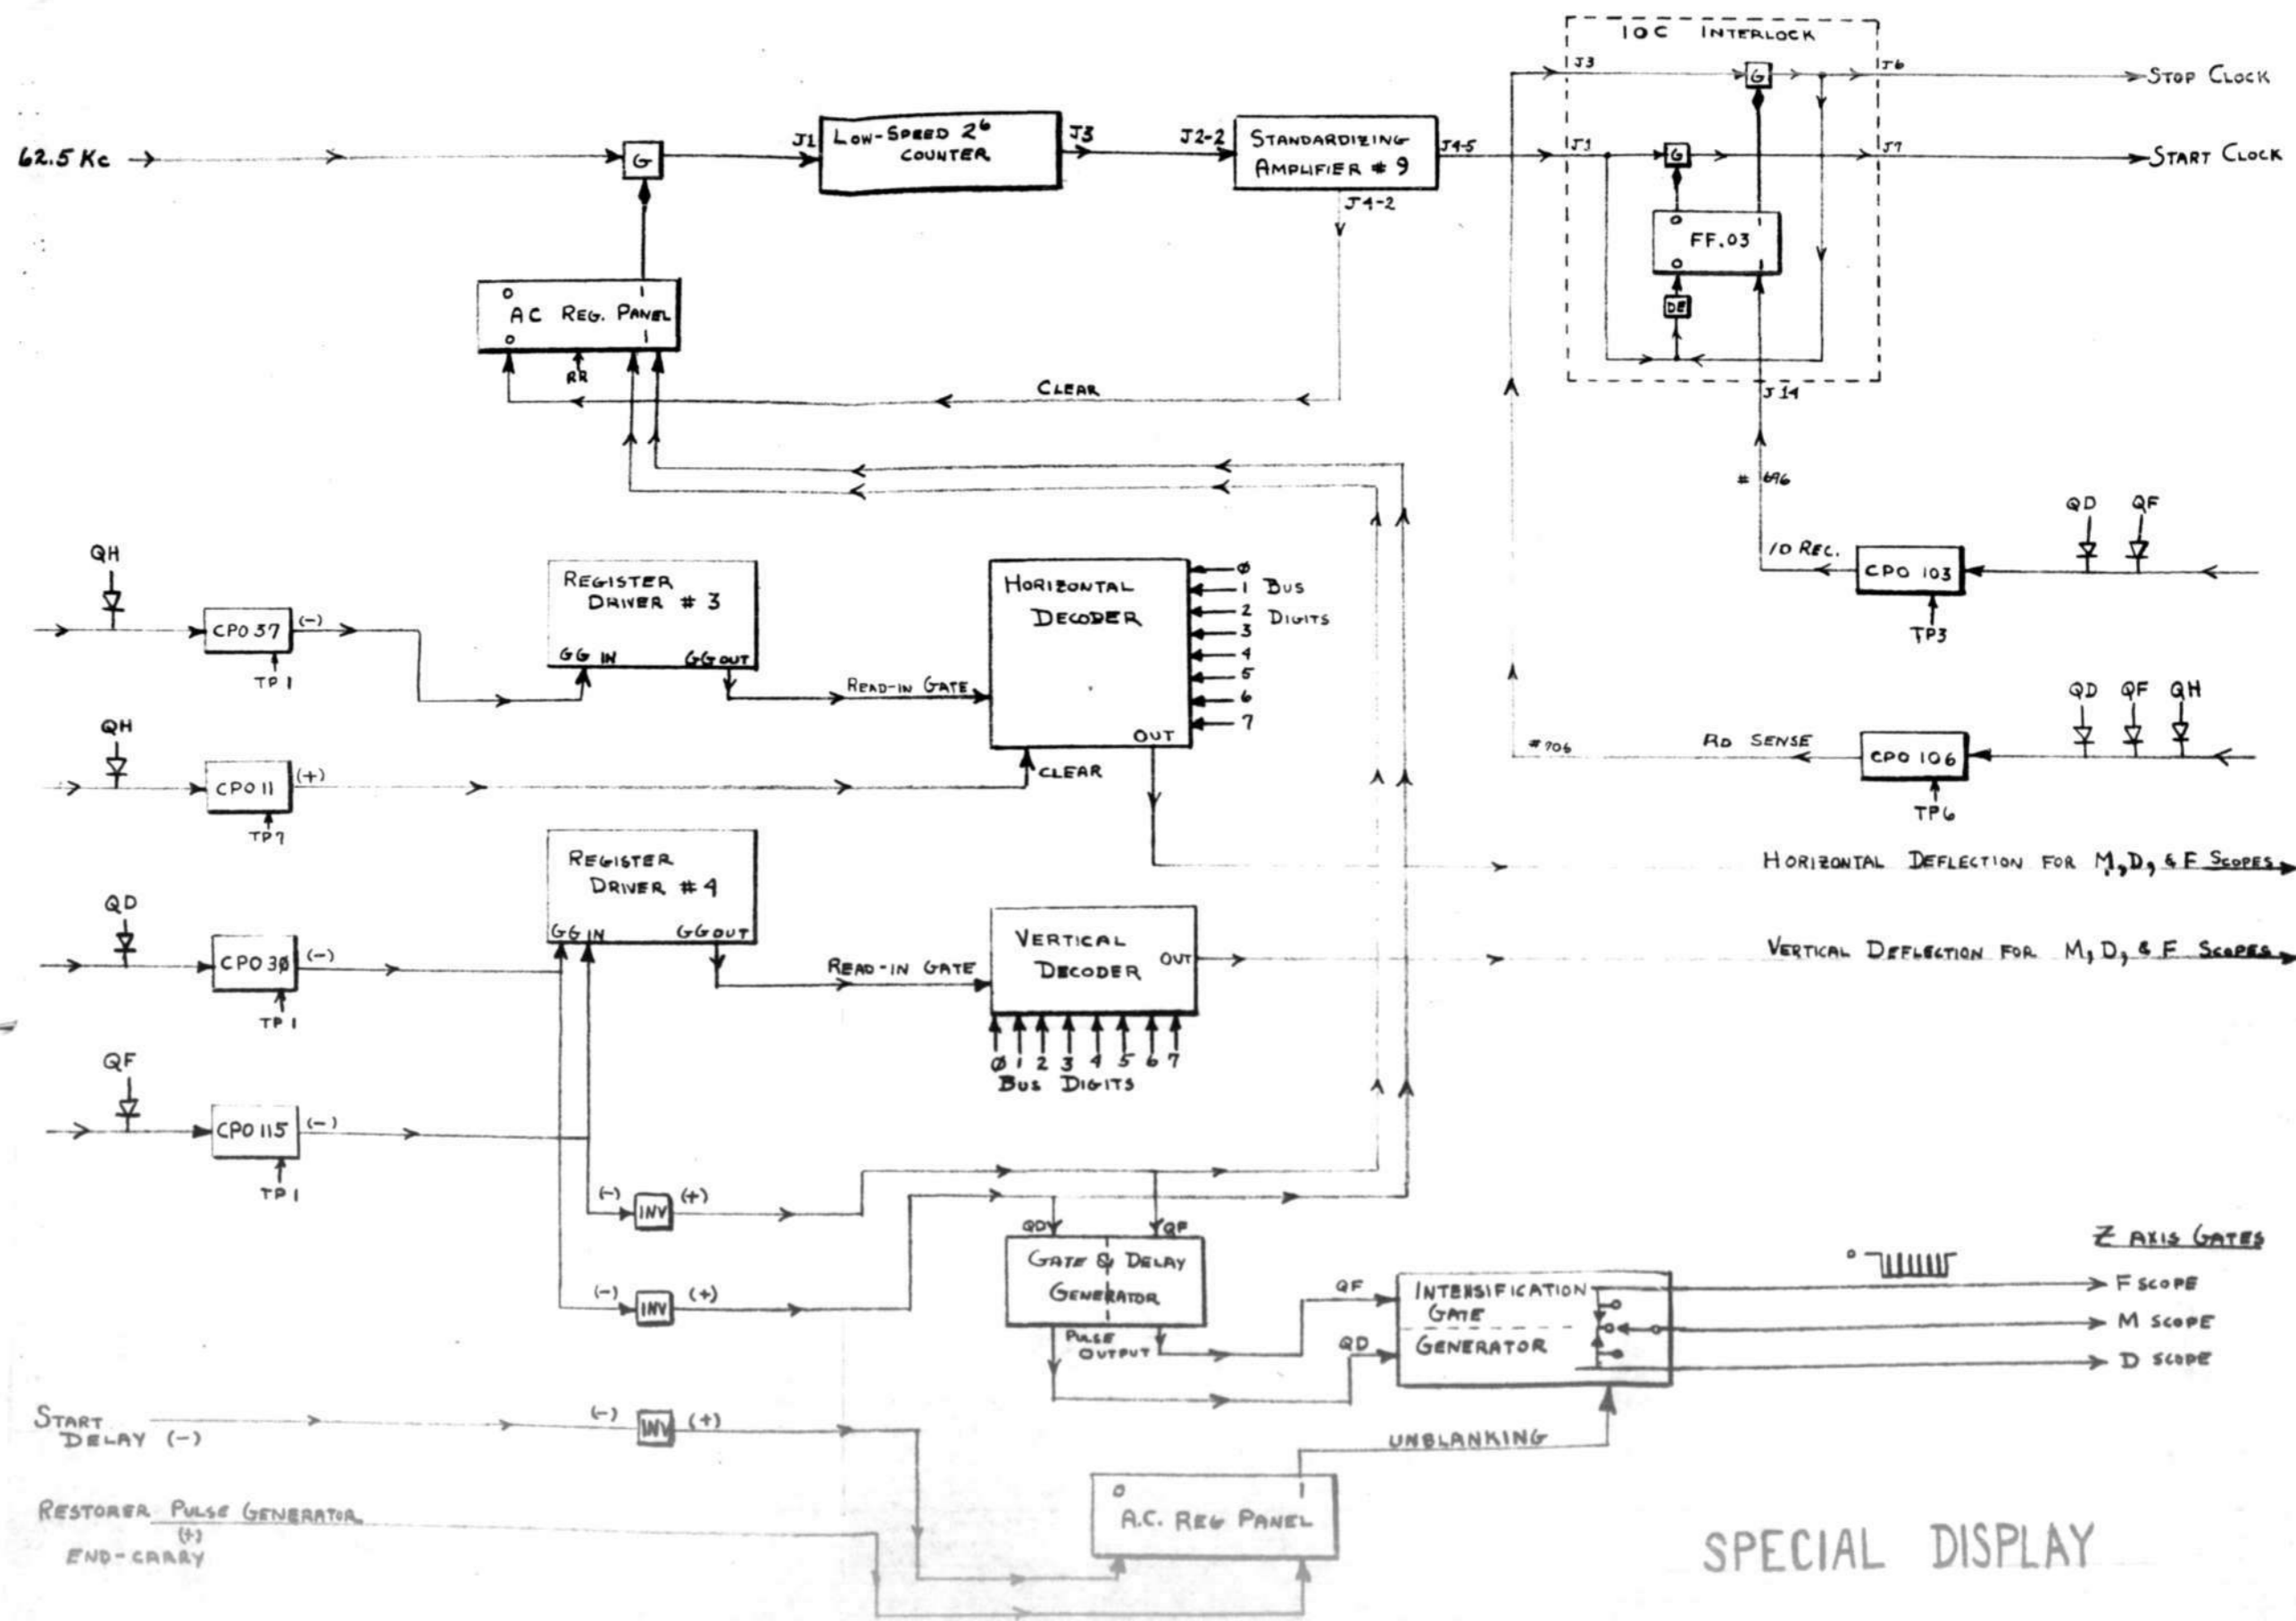 IOC INTERLOCK
J3
G
J6
STOP CLOCK
62.5 KC
G
J1
LOW-SPEED 2⁶
COUNTER
J3
J2-2
STANDARDIZING
AMPLIFIER # 9
J4-5
J4-2
J1
G
J7
START CLOCK
O 1
FF.03
O 1
DE
J14
O 1
AC REG. PANEL
O 1
RR
CLEAR
# 696
QD QF
10 REC.
CPO 103
TP3
QH
CPO 37
(-)
TP 1
REGISTER
DRIVER # 3
GG IN GG OUT
READ-IN GATE
HORIZONTAL
DECODER
OUT
CLEAR
Ø
1 BUS
2 DIGITS
3
4
5
6
7
QH
CPO 11
(+)
TP7
QD QF QH
#706
RD SENSE
CPO 106
TP6
HORIZONTAL DEFLECTION FOR M, D, & F SCOPES
QD
CPO 3Ø
(-)
TP 1
REGISTER
DRIVER # 4
GG IN GG OUT
READ-IN GATE
VERTICAL
DECODER
OUT
Ø 1 2 3 4 5 6 7
BUS DIGITS
VERTICAL DEFLECTION FOR M, D, & F SCOPES
QF
CPO 115
(-)
TP 1
(-) INV (+)
(-) INV (+)
QD QF
GATE & DELAY
GENERATOR
PULSE
OUTPUT
QF
QD
INTENSIFICATION
GATE
GENERATOR
O
Z AXIS GATES
F SCOPE
M SCOPE
D SCOPE
START
DELAY (-)
(-) INV (+)
UNBLANKING
O 1
A.C. REG PANEL
RESTORER PULSE GENERATOR
(+)
END-CARRY
SPECIAL DISPLAY